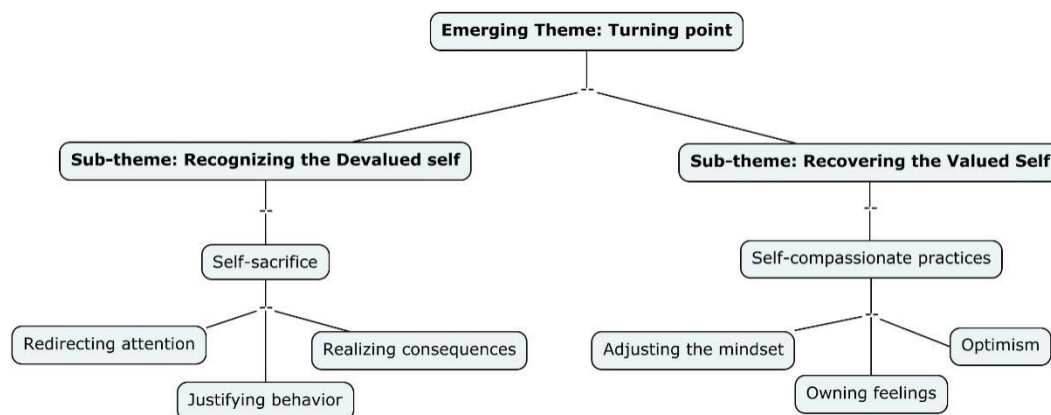 Emerging Theme: Turning point
Sub-theme: Recognizing the Devalued self
Sub-theme: Recovering the Valued Self
Self-sacrifice
Self-compassionate practices
Redirecting attention
Realizing consequences
Justifying behavior
Adjusting the mindset
Optimism
Owning feelings